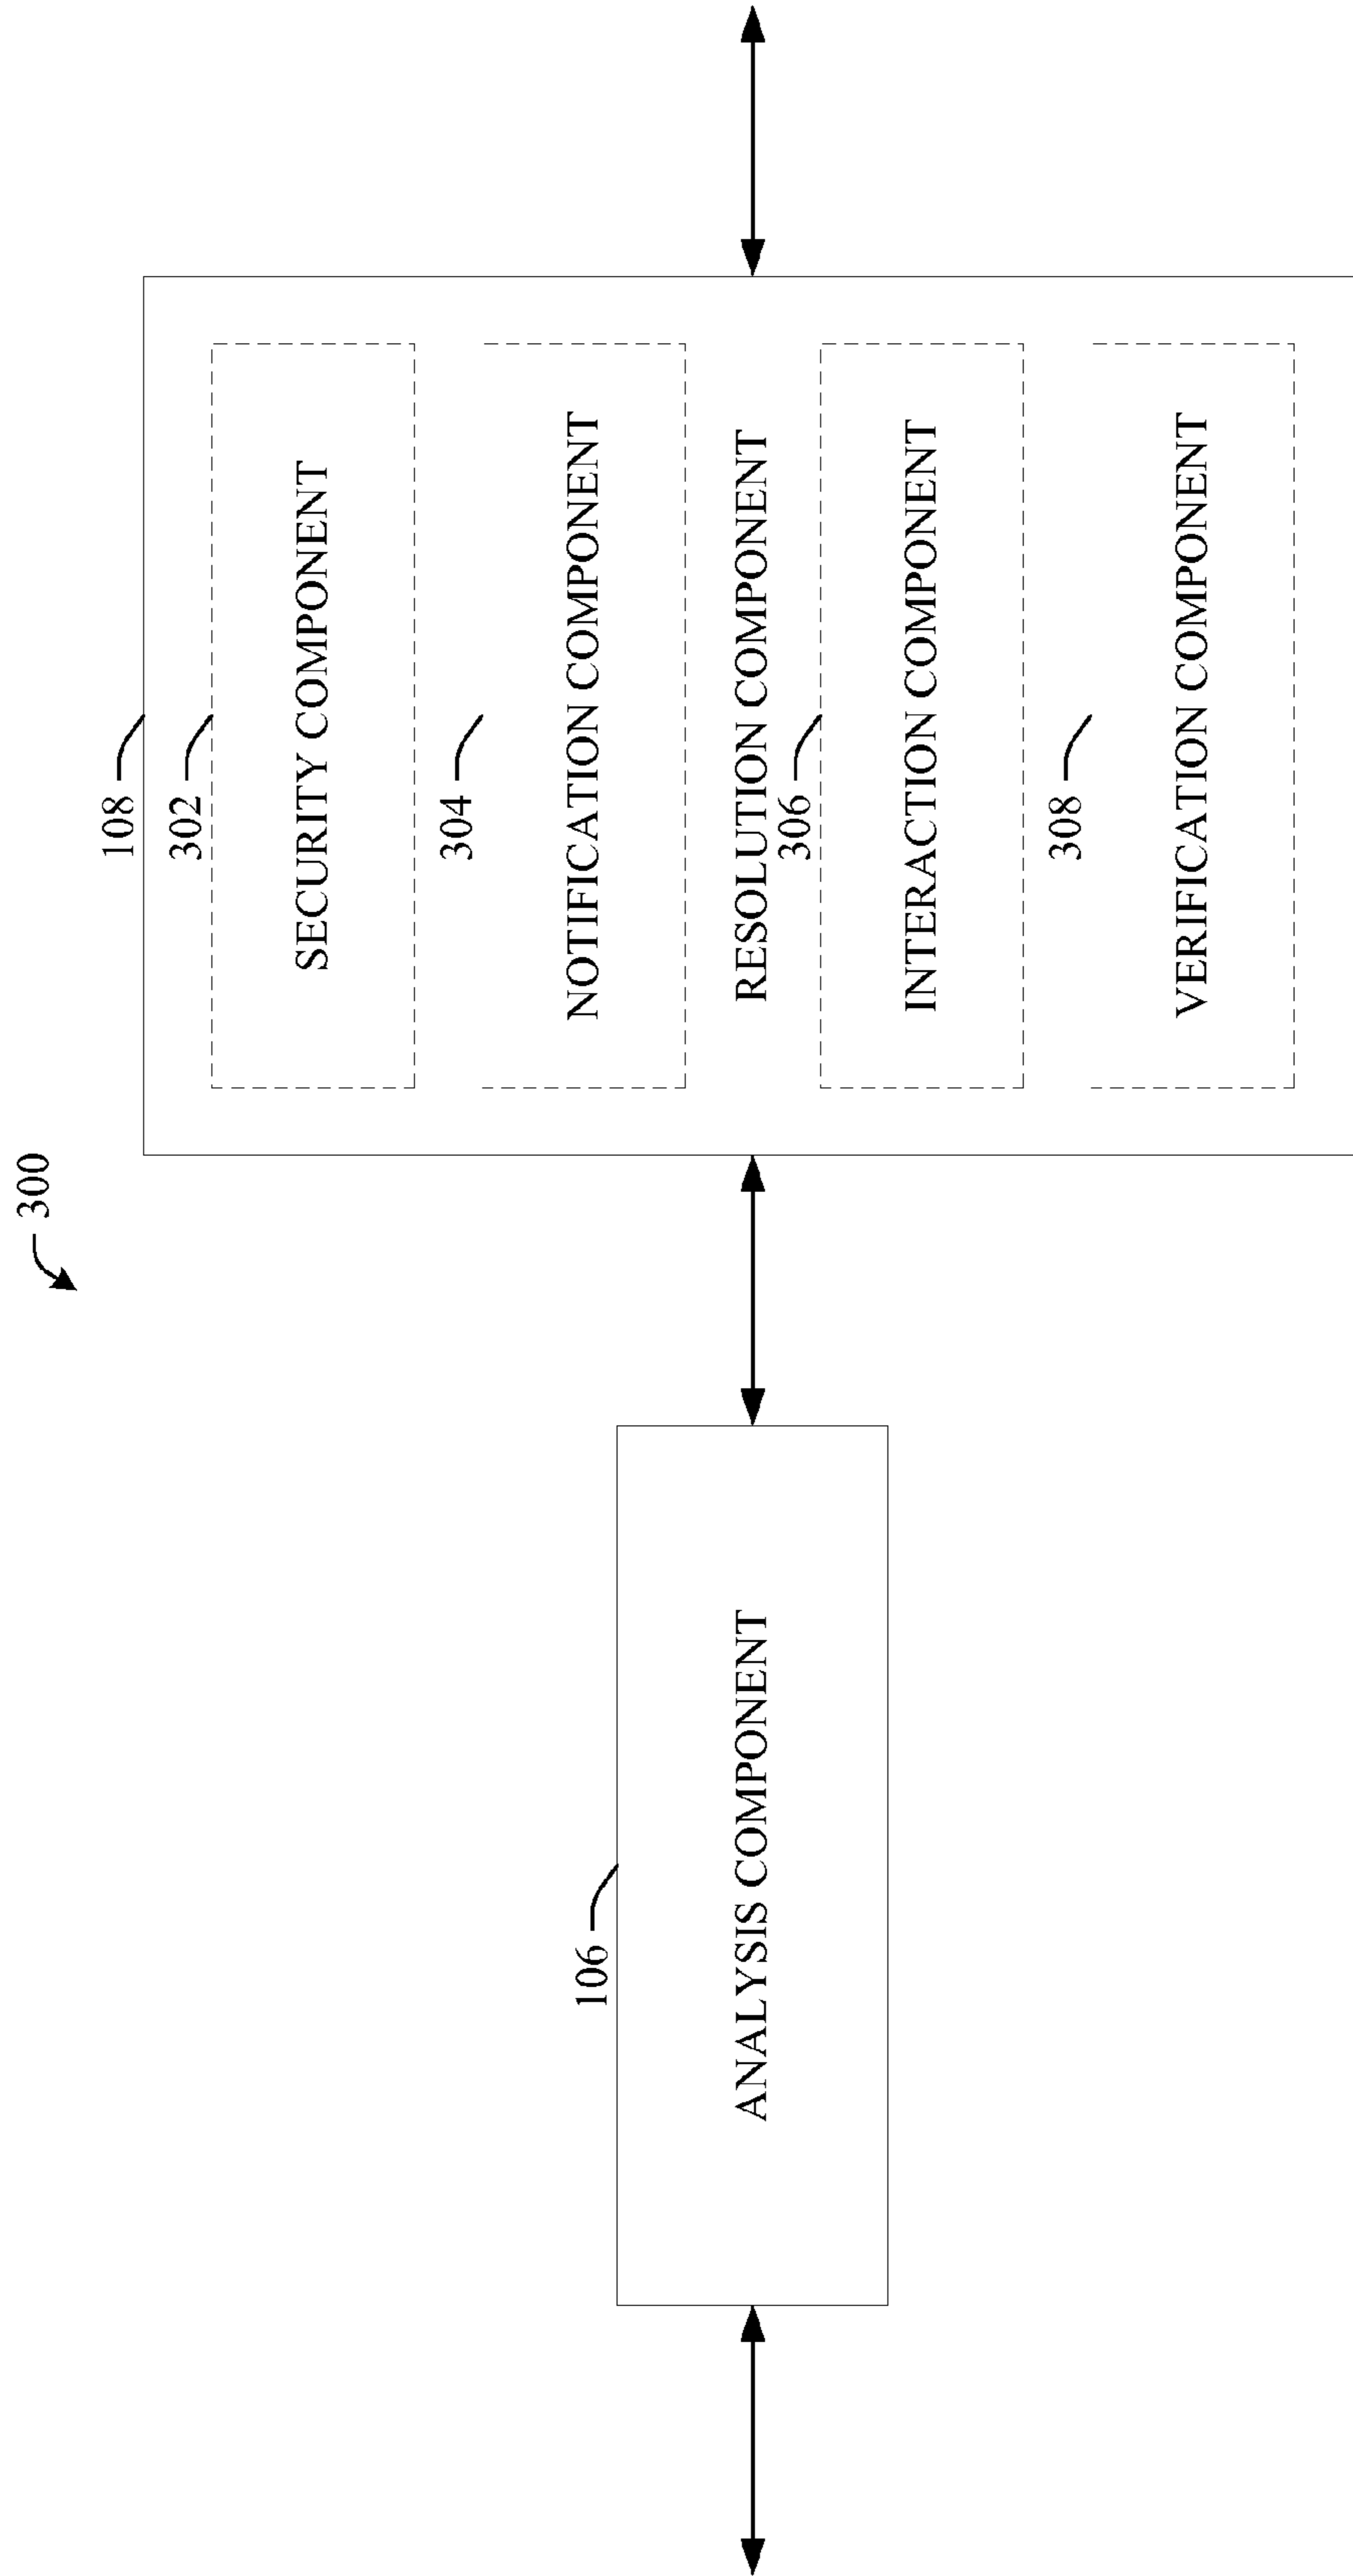 300
108
302
SECURITY COMPONENT
304
NOTIFICATION COMPONENT
106
ANALYSIS COMPONENT
RESOLUTION COMPONENT
306
INTERACTION COMPONENT
308
VERIFICATION COMPONENT